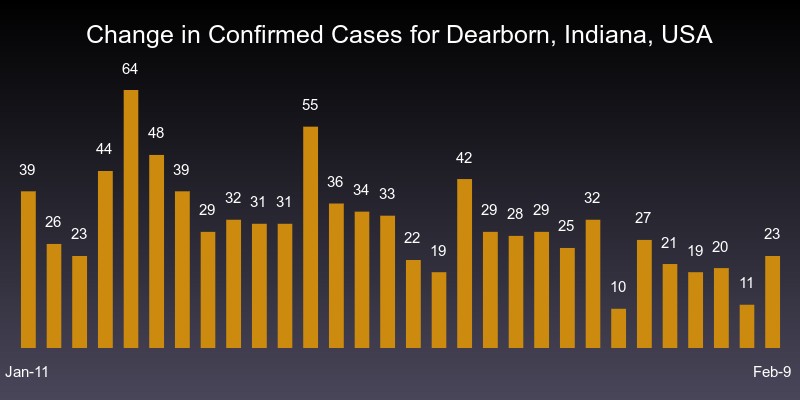 Change in Confirmed Cases for Dearborn, Indiana, USA
39 26 23 44 64 48 39 29 32 31 31 55 36 34 33 22 19 42 29 28 29 25 32 10 27 21 19 20 11 23
Jan-11 Feb-9